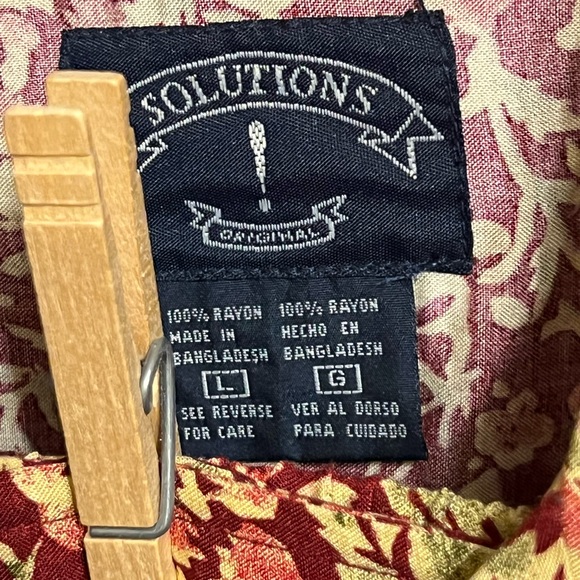 SOLUTIONS
ORIGINAL
100% RAYON
MADE IN
BANGLADESH
L
SEE REVERSE
FOR CARE
100% RAYON
HECHO EN
BANGLADESH
G
VER AL DORSO
PARA CUIDADO